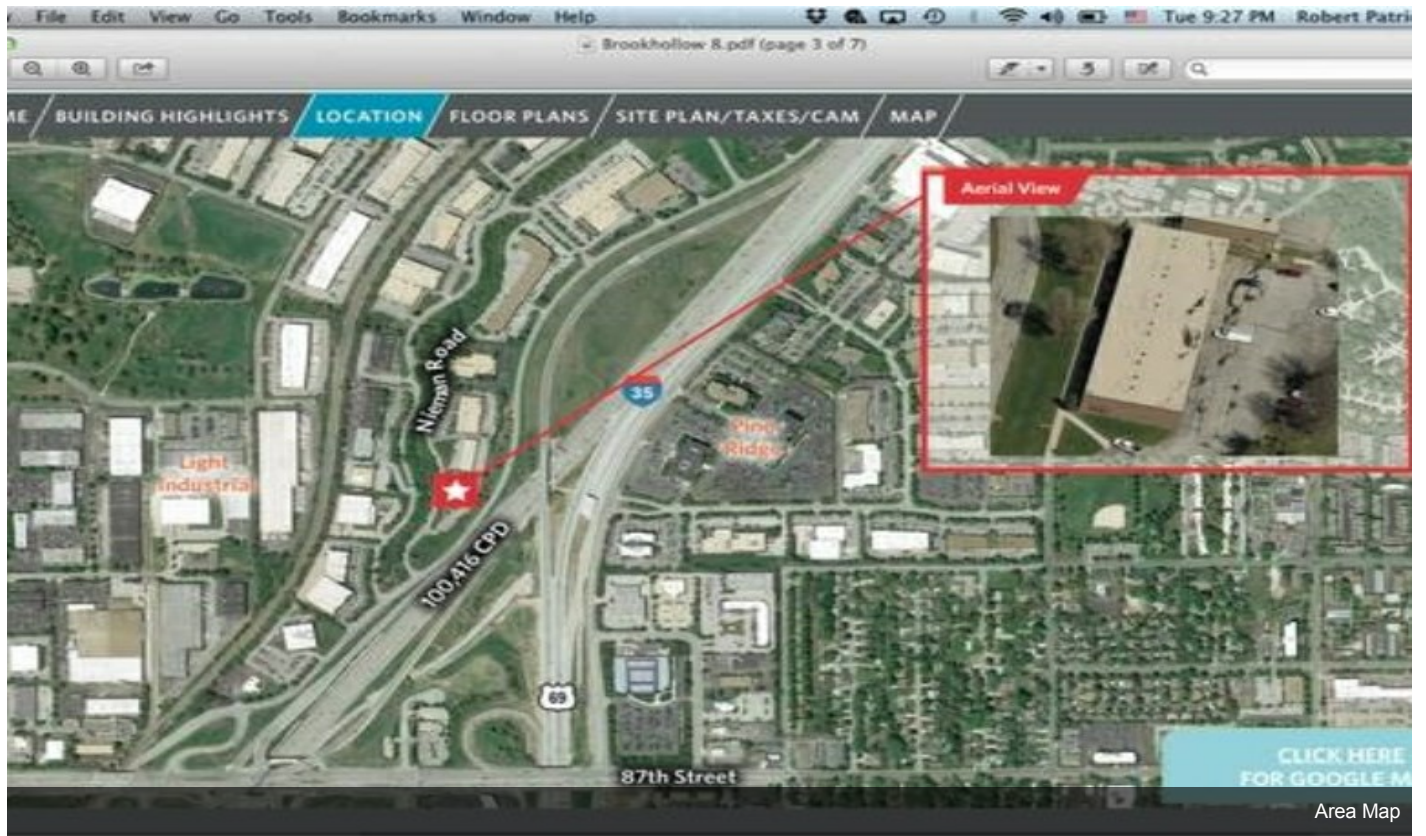 File Edit View Go Tools Bookmarks Window Help Tue 9:27 PM Robert Patri
Brookhollow 8.pdf (page 3 of 7)
ME BUILDING HIGHLIGHTS LOCATION FLOOR PLANS SITE PLAN/TAXES/CAM MAP
Aerial View
Nieman Road
35
Pine
Ridge
Light
Industrial
100,416 CPD
69
87th Street
CLICK HERE
FOR GOOGLE M
Area Map